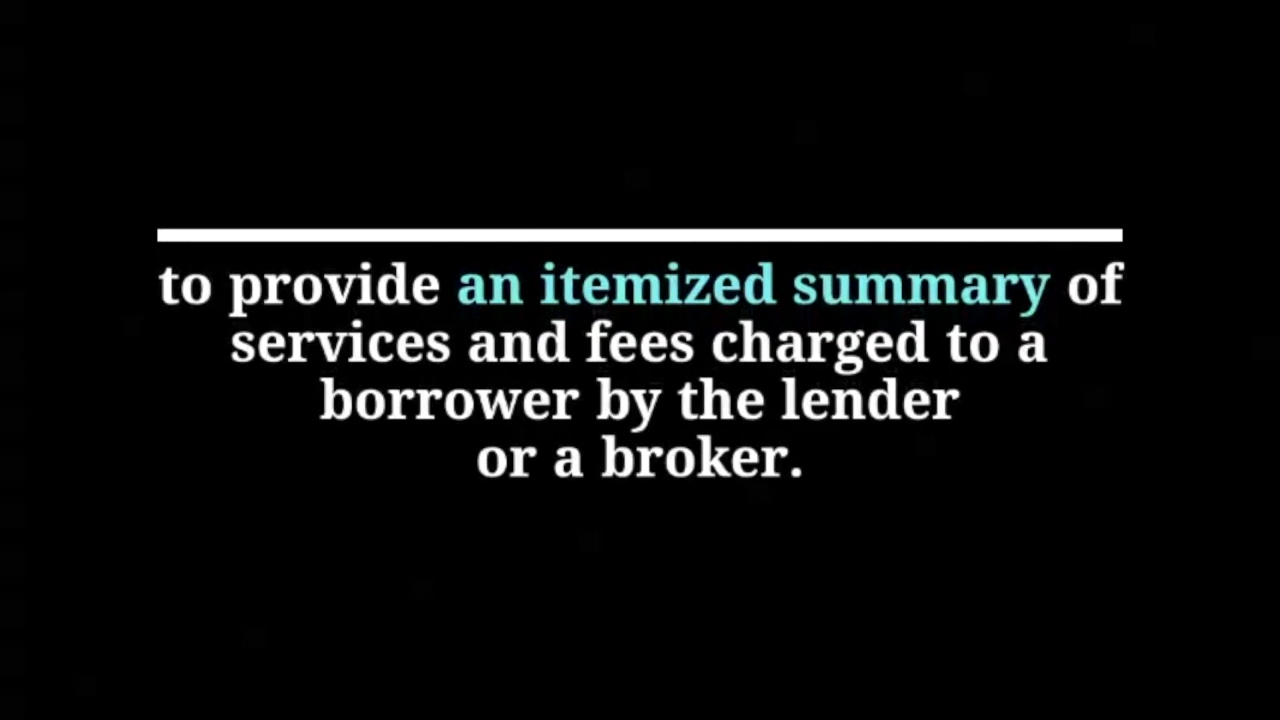 to provide an itemized summary of
services and fees charged to a
borrower by the lender
or a broker.